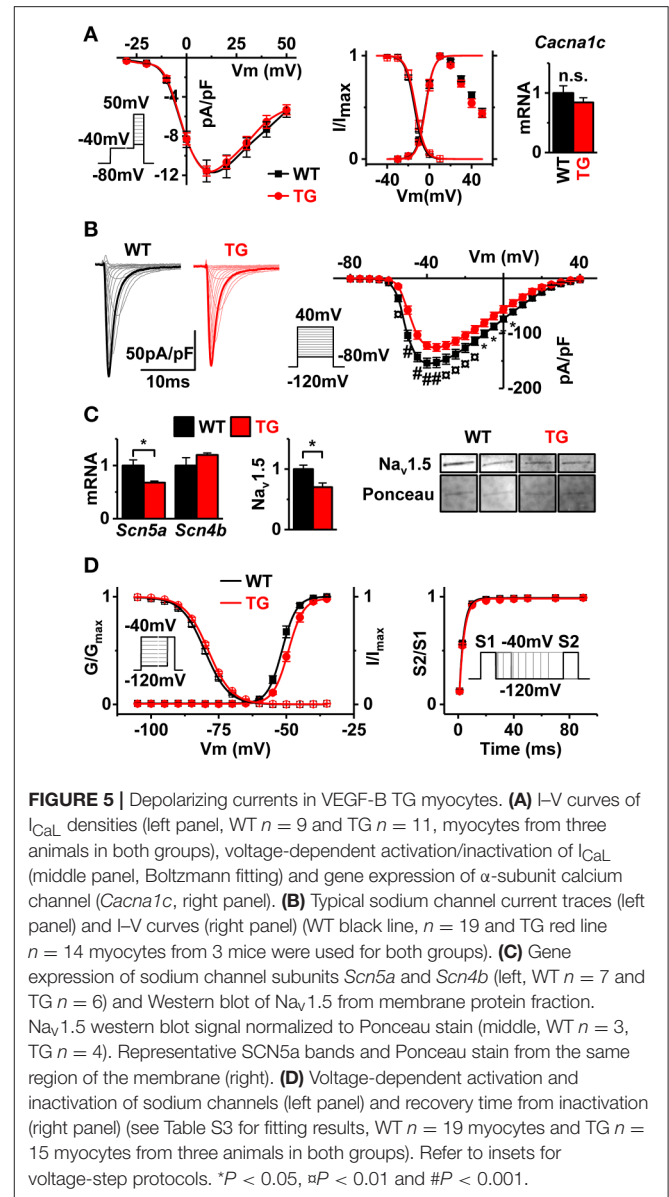 A
Vm (mV)
0 25 50
-4
-8
-12
pA/pF
50mV
-40mV
-80mV
WT
TG
I/Imax
1
0
-40 0 40
Vm(mV)
Cacna1c
n.s.
mRNA
1
0
WT
TG
B
WT TG
50pA/pF
10ms
40mV
-80mV
-120mV
Vm (mV)
-80 -40 0 40
-100
-200
pA/pF
¤
#
#
##
¤
¤
¤
¤
* * * *
C
WT TG
mRNA
1
0
*
Scn5a Scn4b
Nav1.5
1
0
*
WT TG
Nav1.5
Ponceau
D
WT
TG
G/Gmax
1
0
-40mV
-120mV
I/Imax
1
0
-100 -75 -50 -25
Vm (mV)
S2/S1
1
0
S1 -40mV S2
-120mV
0 40 80
Time (ms)
FIGURE 5 | Depolarizing currents in VEGF-B TG myocytes. (A) I–V curves of
ICaL densities (left panel, WT n = 9 and TG n = 11, myocytes from three
animals in both groups), voltage-dependent activation/inactivation of ICaL
(middle panel, Boltzmann fitting) and gene expression of α-subunit calcium
channel (Cacna1c, right panel). (B) Typical sodium channel current traces (left
panel) and I–V curves (right panel) (WT black line, n = 19 and TG red line
n = 14 myocytes from 3 mice were used for both groups). (C) Gene
expression of sodium channel subunits Scn5a and Scn4b (left, WT n = 7 and
TG n = 6) and Western blot of Nav1.5 from membrane protein fraction.
Nav1.5 western blot signal normalized to Ponceau stain (middle, WT n = 3,
TG n = 4). Representative SCN5a bands and Ponceau stain from the same
region of the membrane (right). (D) Voltage-dependent activation and
inactivation of sodium channels (left panel) and recovery time from inactivation
(right panel) (see Table S3 for fitting results, WT n = 19 myocytes and TG n =
15 myocytes from three animals in both groups). Refer to insets for
voltage-step protocols. *P < 0.05, ¤P < 0.01 and #P < 0.001.